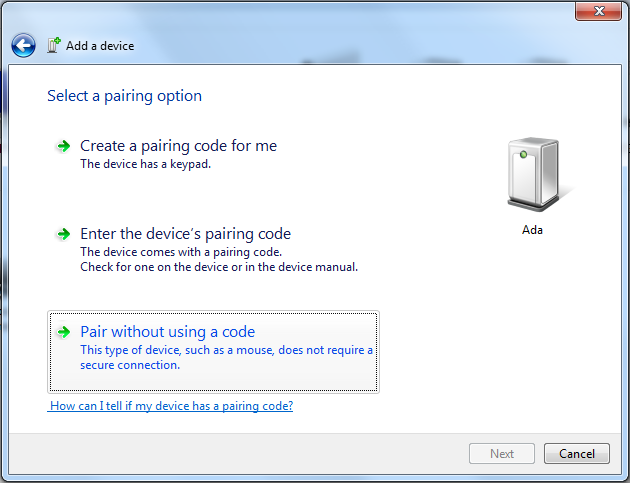 Add a device
Select a pairing option
Create a pairing code for me
The device has a keypad.
Ada
Enter the device's pairing code
The device comes with a pairing code.
Check for one on the device or in the device manual.
Pair without using a code
This type of device, such as a mouse, does not require a
secure connection.
How can I tell if my device has a pairing code?
Next
Cancel